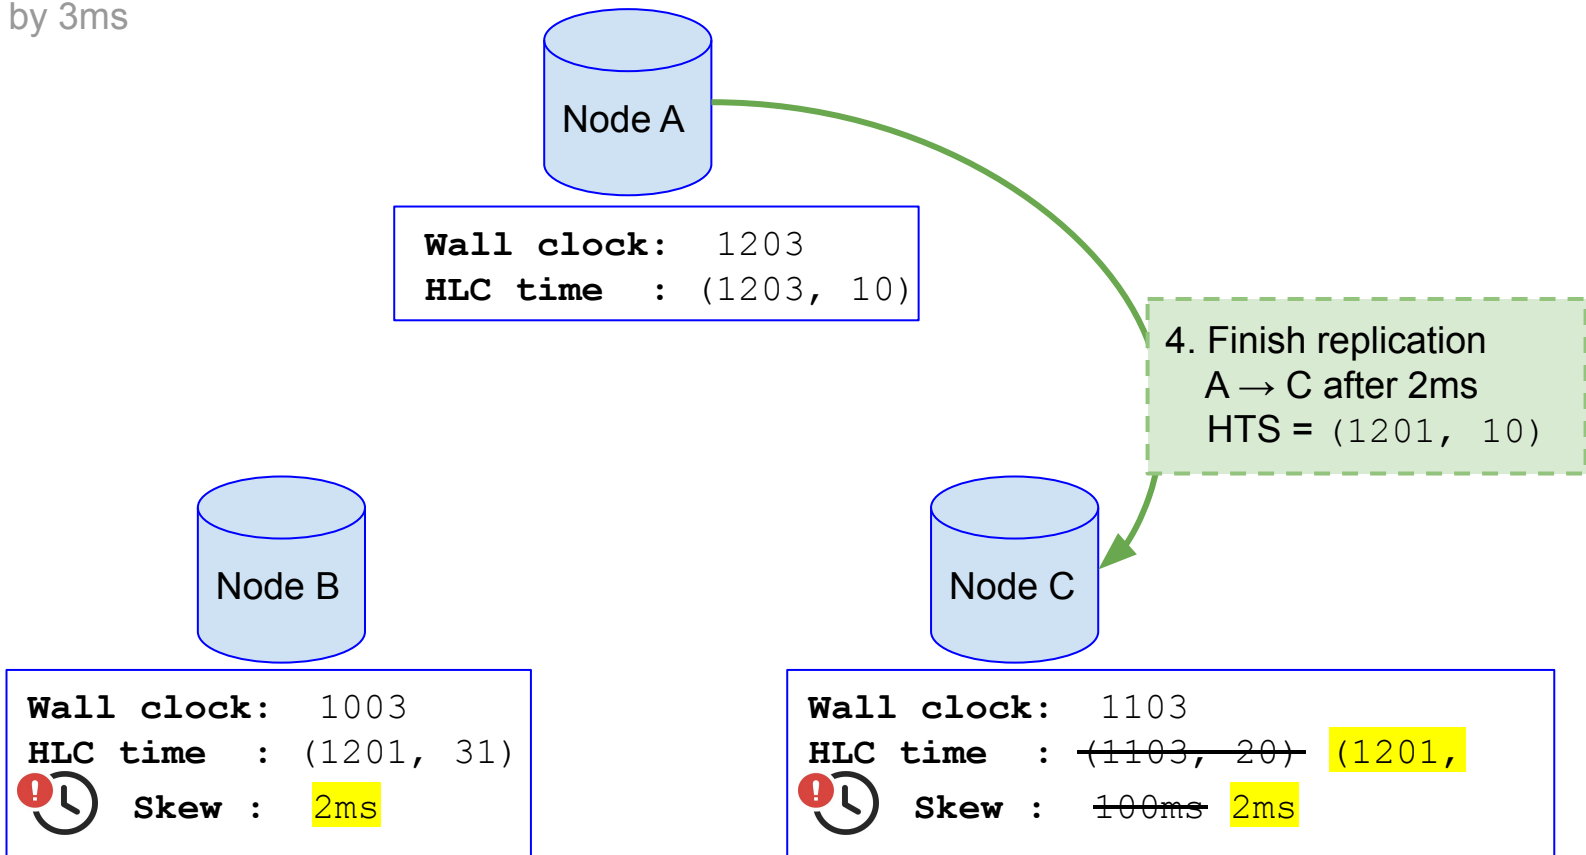 by 3ms
Node A
Wall clock: 1203
HLC time : (1203, 10)
4. Finish replication
A → C after 2ms
HTS = (1201, 10)
Node B
Node C
Wall clock: 1003
HLC time : (1201, 31)
! Skew : 2ms
Wall clock: 1103
HLC time : (1103, 20) (1201,
! Skew : 100ms 2ms